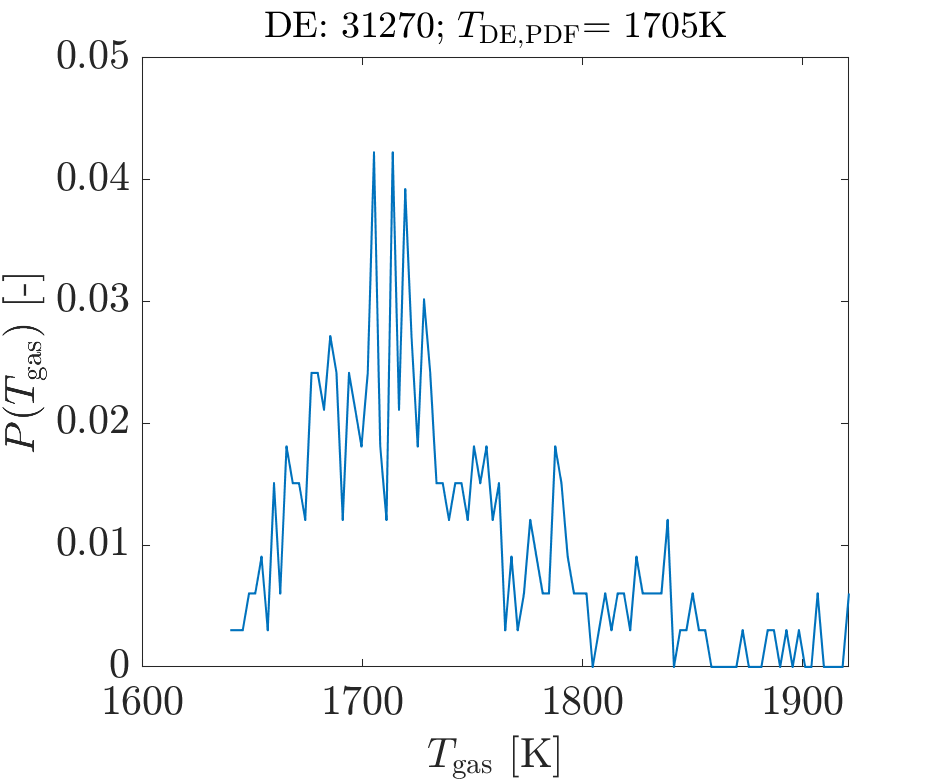 DE: 31270; T_DE,PDF= 1705K
0.05
0.04
0.03
0.02
0.01
0
P(T_gas) [-]
1600 1700 1800 1900
T_gas [K]